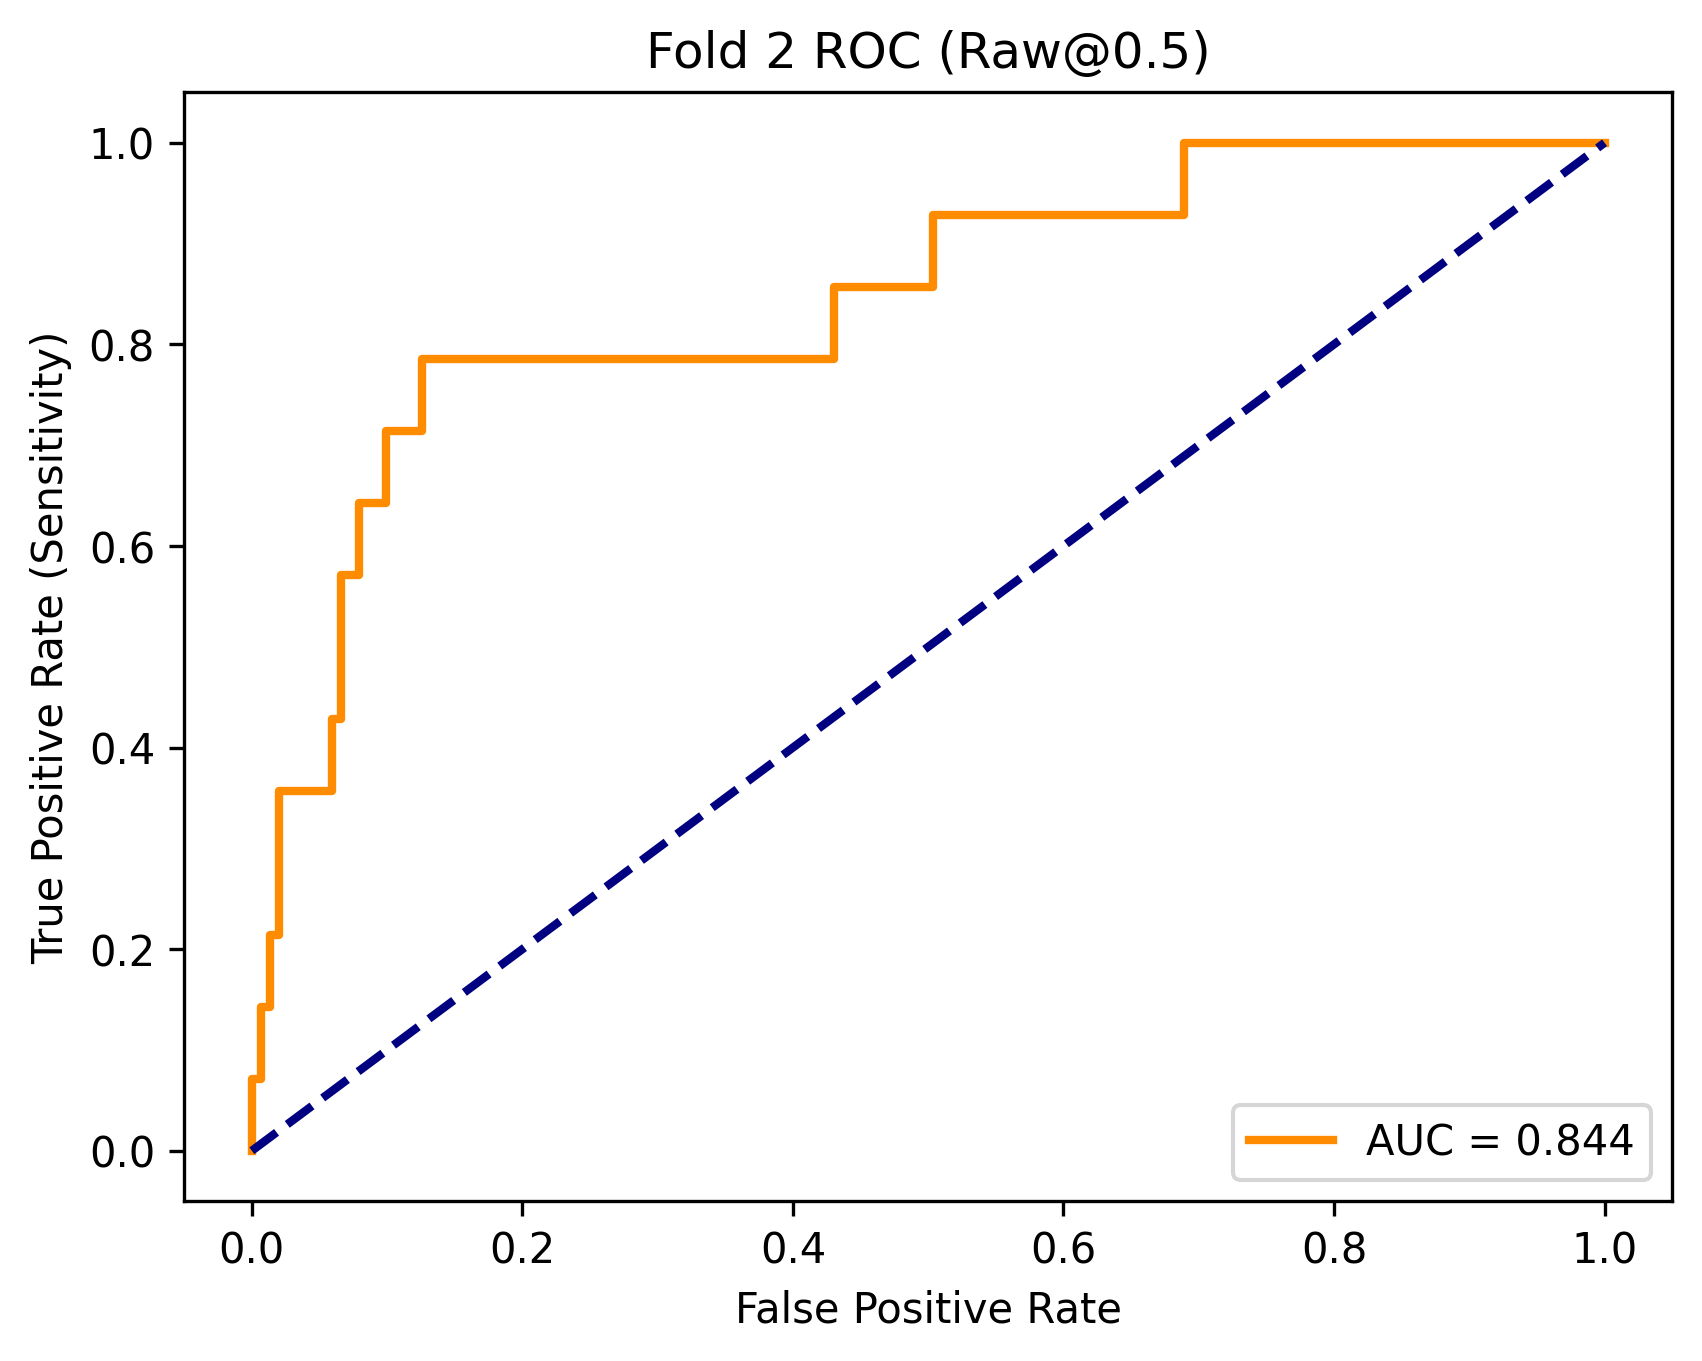 Fold 2 ROC (Raw@0.5)
True Positive Rate (Sensitivity)
1.0
0.8
0.6
0.4
0.2
0.0
AUC = 0.844
0.0 0.2 0.4 0.6 0.8 1.0
False Positive Rate